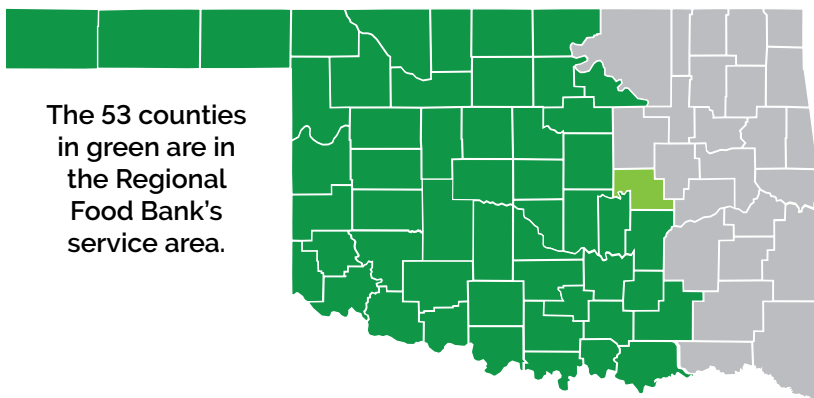 The 53 counties
in green are in
the Regional
Food Bank's
service area.